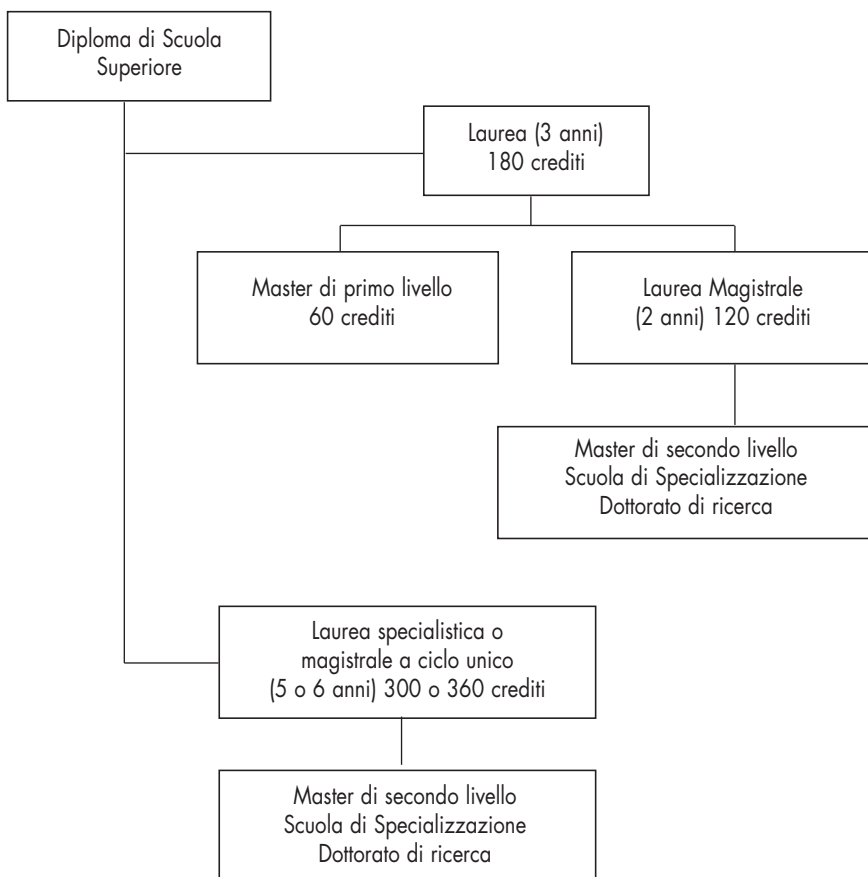 Diploma di Scuola
Superiore
Laurea (3 anni)
180 crediti
Master di primo livello
60 crediti
Laurea Magistrale
(2 anni) 120 crediti
Master di secondo livello
Scuola di Specializzazione
Dottorato di ricerca
Laurea specialistica o
magistrale a ciclo unico
(5 o 6 anni) 300 o 360 crediti
Master di secondo livello
Scuola di Specializzazione
Dottorato di ricerca